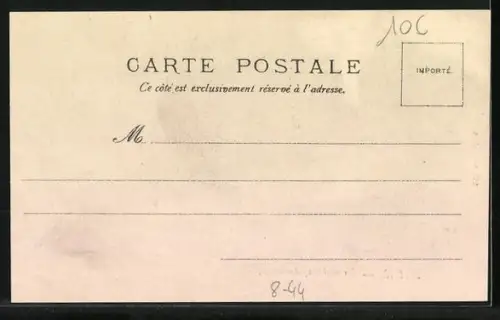 10C
CARTE POSTALE
IMPORTÉ
Ce côté est exclusivement réservé à l'adresse.
M
8-44